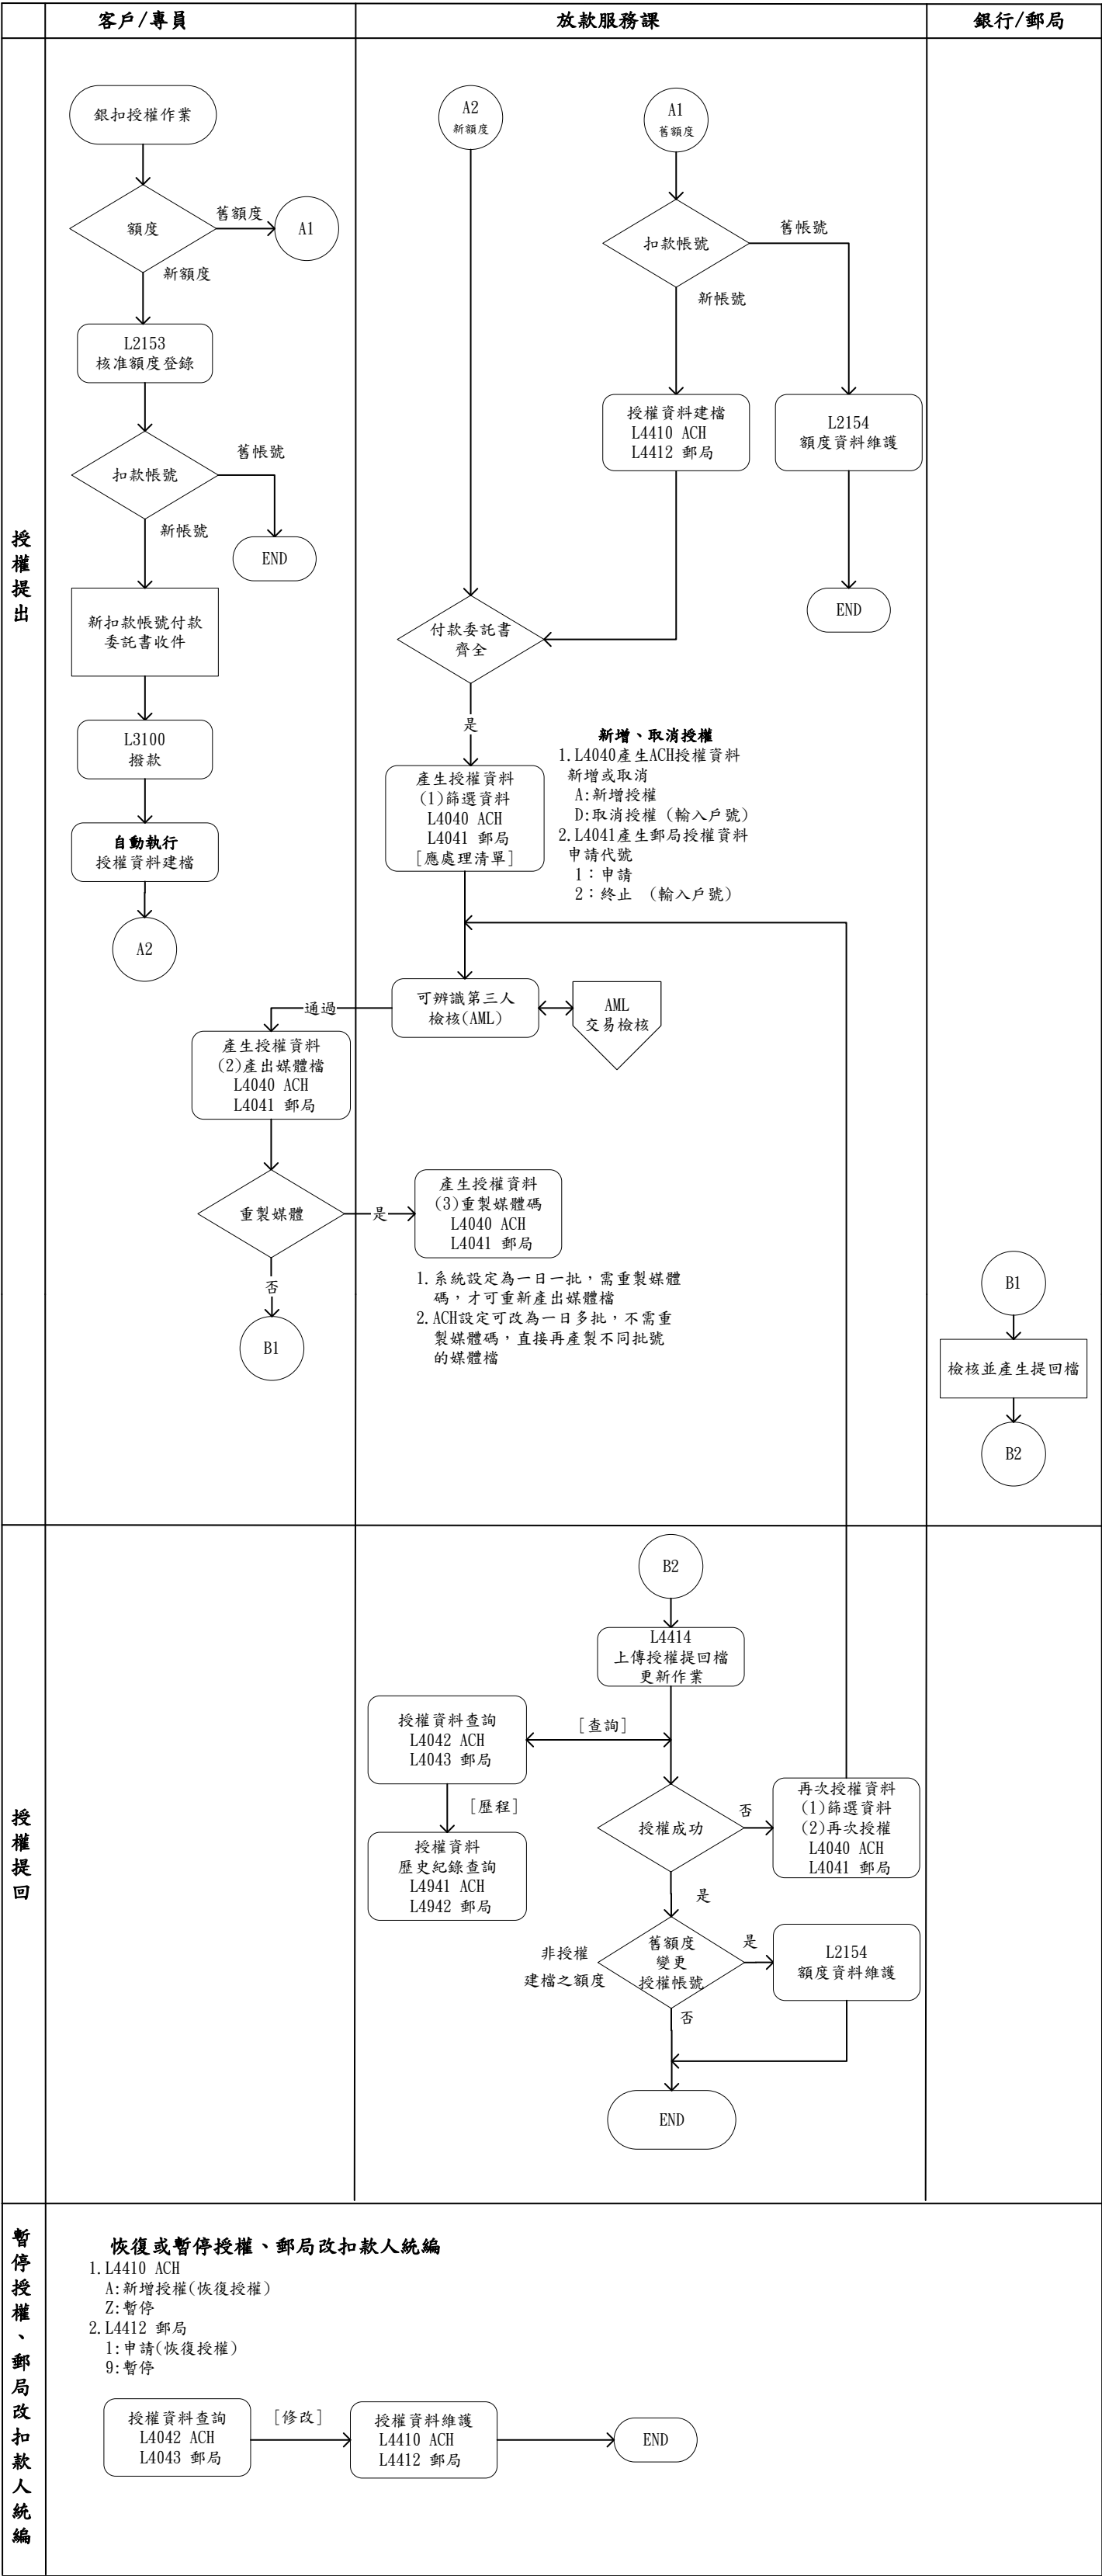 客戶/專員
放款服務課
銀行/郵局
授權提出
銀扣授權作業
額度
舊額度
A1
新額度
L2153
核准額度登錄
扣款帳號
舊帳號
END
新帳號
新扣款帳號付款
委託書收件
L3100
撥款
自動執行
授權資料建檔
A2
A2
新額度
A1
舊額度
扣款帳號
舊帳號
新帳號
授權資料建檔
L4410 ACH
L4412 郵局
L2154
額度資料維護
END
付款委託書
齊全
是
產生授權資料
(1)篩選資料
L4040 ACH
L4041 郵局
[應處理清單]
新增、取消授權
1.L4040產生ACH授權資料
新增或取消
A:新增授權
D:取消授權（輸入戶號）
2.L4041產生郵局授權資料
申請代號
1：申請
2：終止 （輸入戶號）
可辨識第三人
檢核(AML)
AML
交易檢核
通過
產生授權資料
(2)產出媒體檔
L4040 ACH
L4041 郵局
重製媒體
是
產生授權資料
(3)重製媒體碼
L4040 ACH
L4041 郵局
否
B1
1.系統設定為一日一批，需重製媒體
碼，才可重新產出媒體檔
2.ACH設定可改為一日多批，不需重
製媒體碼，直接再產製不同批號
的媒體檔
B1
檢核並產生提回檔
B2
授權提回
B2
L4414
上傳授權提回檔
更新作業
[查詢]
授權資料查詢
L4042 ACH
L4043 郵局
[歷程]
授權資料
歷史紀錄查詢
L4941 ACH
L4942 郵局
授權成功
否
再次授權資料
(1)篩選資料
(2)再次授權
L4040 ACH
L4041 郵局
是
非授權
建檔之額度
舊額度
變更
授權帳號
是
L2154
額度資料維護
否
END
暫停授權、郵局改扣款人統編
恢復或暫停授權、郵局改扣款人統編
1.L4410 ACH
A:新增授權(恢復授權)
Z:暫停
2.L4412 郵局
1:申請(恢復授權)
9:暫停
授權資料查詢
L4042 ACH
L4043 郵局
[修改]
授權資料維護
L4410 ACH
L4412 郵局
END